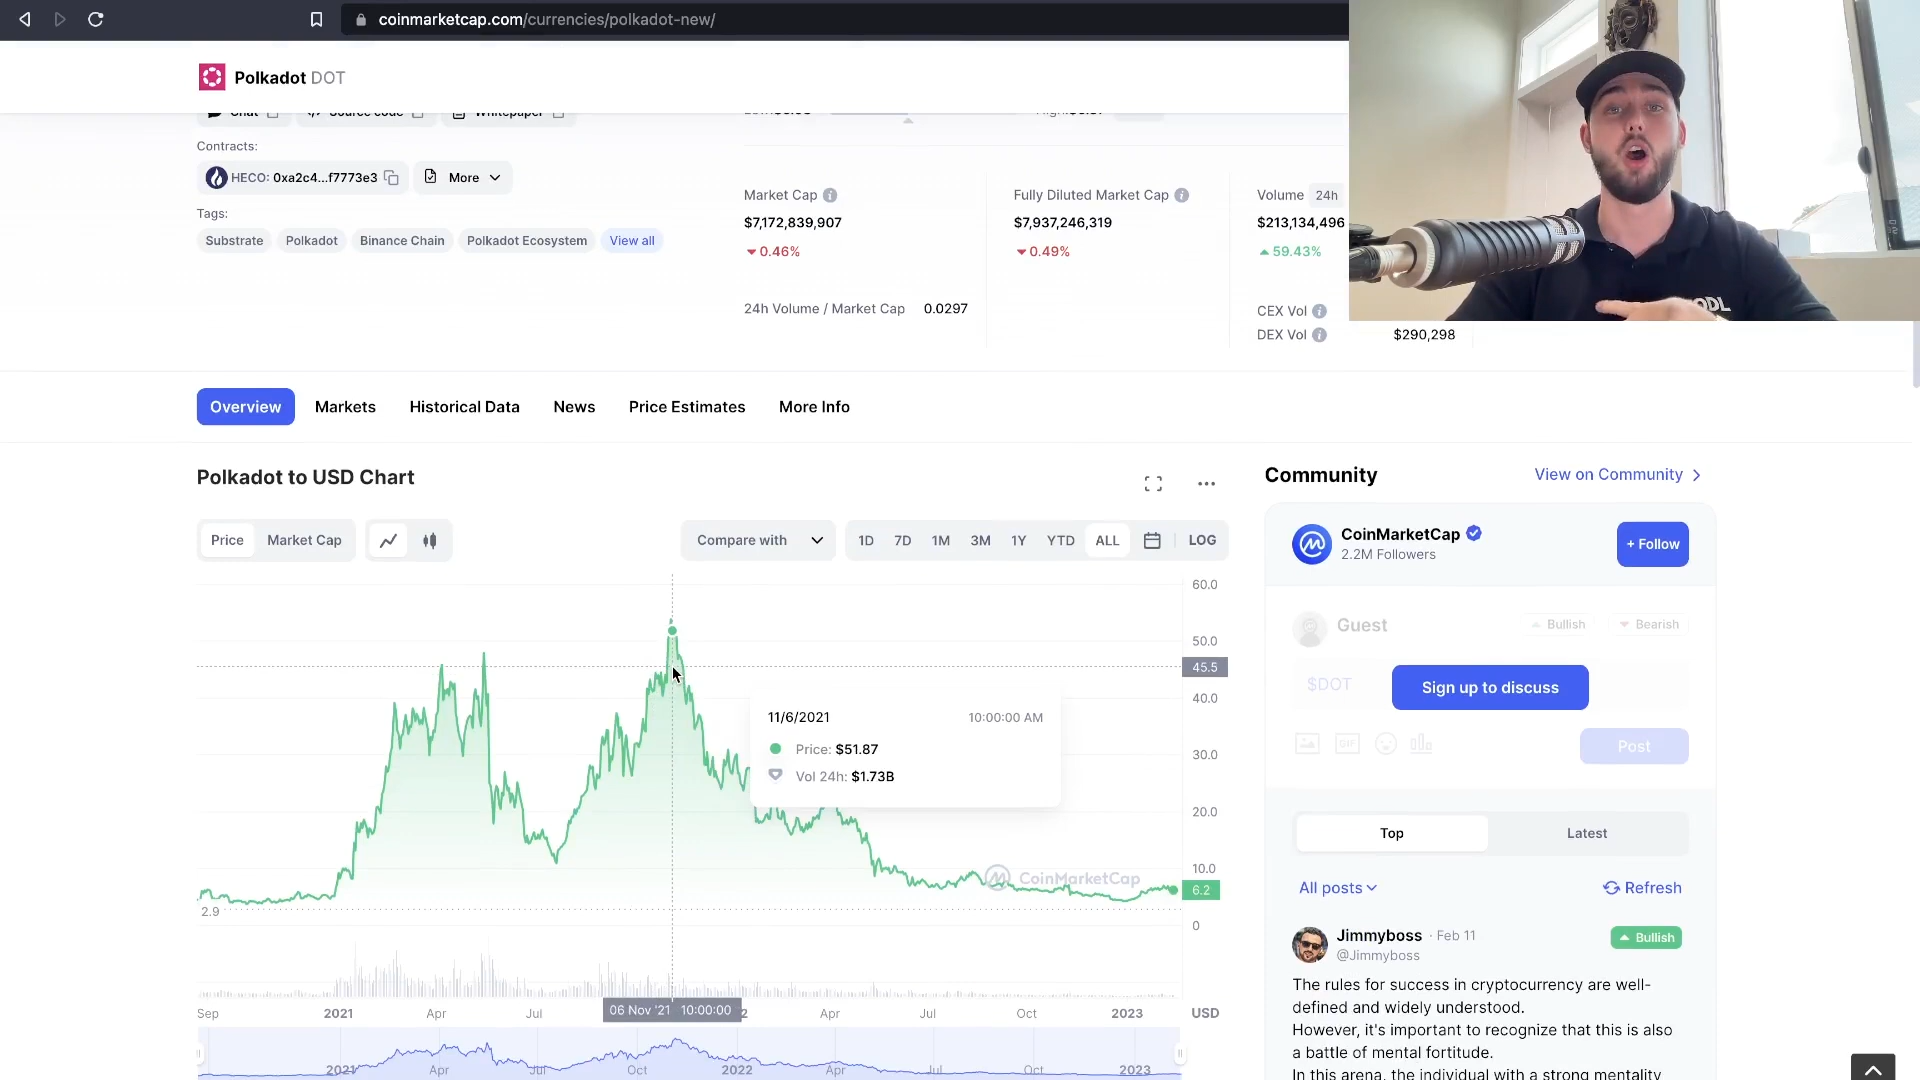 coinmarketcap.com/currencies/polkadot-new/
Polkadot DOT
Chat Source code Whitepaper
Contracts:
HECO: 0xa2c4...f7773e3 More
Tags:
Substrate Polkadot Binance Chain Polkadot Ecosystem View all
Market Cap
$7,172,839,907
0.46%
24h Volume / Market Cap 0.0297
Fully Diluted Market Cap
$7,937,246,319
0.49%
Volume 24h
$213,134,496
59.43%
CEX Vol
DEX Vol $290,298
Overview Markets Historical Data News Price Estimates More Info
Polkadot to USD Chart
Price Market Cap
Compare with
1D 7D 1M 3M 1Y YTD ALL LOG
60.0
50.0
45.5
40.0
30.0
20.0
10.0
6.2
0
2.9
11/6/2021 10:00:00 AM
Price: $51.87
Vol 24h: $1.73B
CoinMarketCap
06 Nov '21 10:00:00
Sep 2021 Apr Jul 2 Apr Jul Oct 2023 USD
2021 Apr Jul Oct 2022 Apr Jul Oct 2023
Community View on Community
CoinMarketCap
2.2M Followers
+ Follow
Guest Bullish Bearish
$DOT
Sign up to discuss
GIF
Post
Top Latest
All posts Refresh
Jimmyboss · Feb 11
@Jimmyboss
Bullish
The rules for success in cryptocurrency are well-
defined and widely understood.
However, it's important to recognize that this is also
a battle of mental fortitude.
In this arena, the individual with a strong mentality